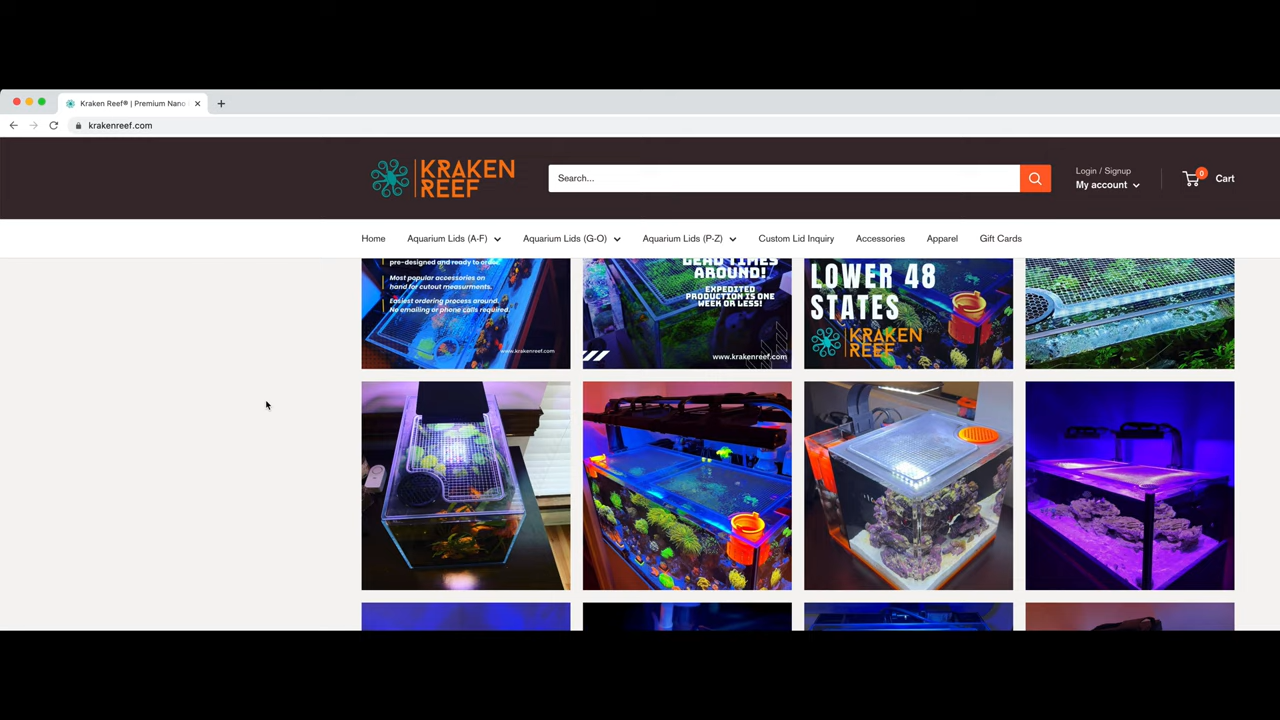 Kraken Reef® | Premium Nano
krakenreef.com
KRAKEN
REEF
Search...
Login / Signup
My account
0
Cart
Home
Aquarium Lids (A-F)
Aquarium Lids (G-O)
Aquarium Lids (P-Z)
Custom Lid Inquiry
Accessories
Apparel
Gift Cards
pre-designed and ready to order.
Most popular accessories on
hand for cutout measurments.
Easiest ordering process around.
No emailing or phone calls required.
www.krakenreef.com
LEAD TIMES
AROUND!
EXPEDITED
PRODUCTION IS ONE
WEEK OR LESS!
www.krakenreef.com
LOWER 48
STATES
KRAKEN
REEF